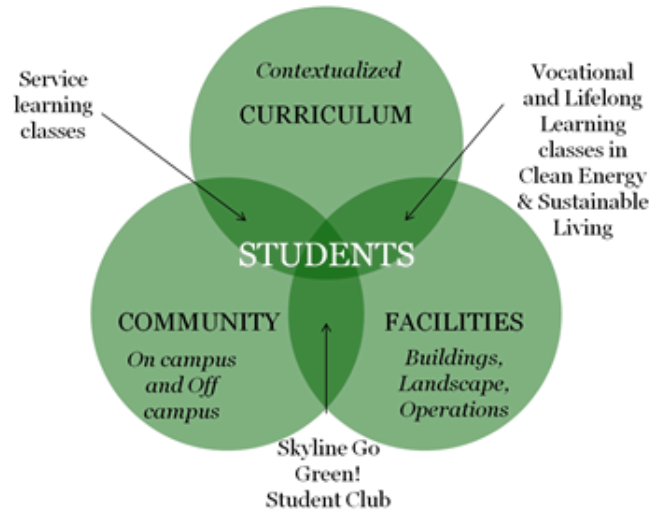 Service
learning
classes
Contextualized
CURRICULUM
Vocational
and Lifelong
Learning
classes in
Clean Energy
& Sustainable
Living
STUDENTS
COMMUNITY
On campus
and Off
campus
FACILITIES
Buildings,
Landscape,
Operations
Skyline Go
Green!
Student Club